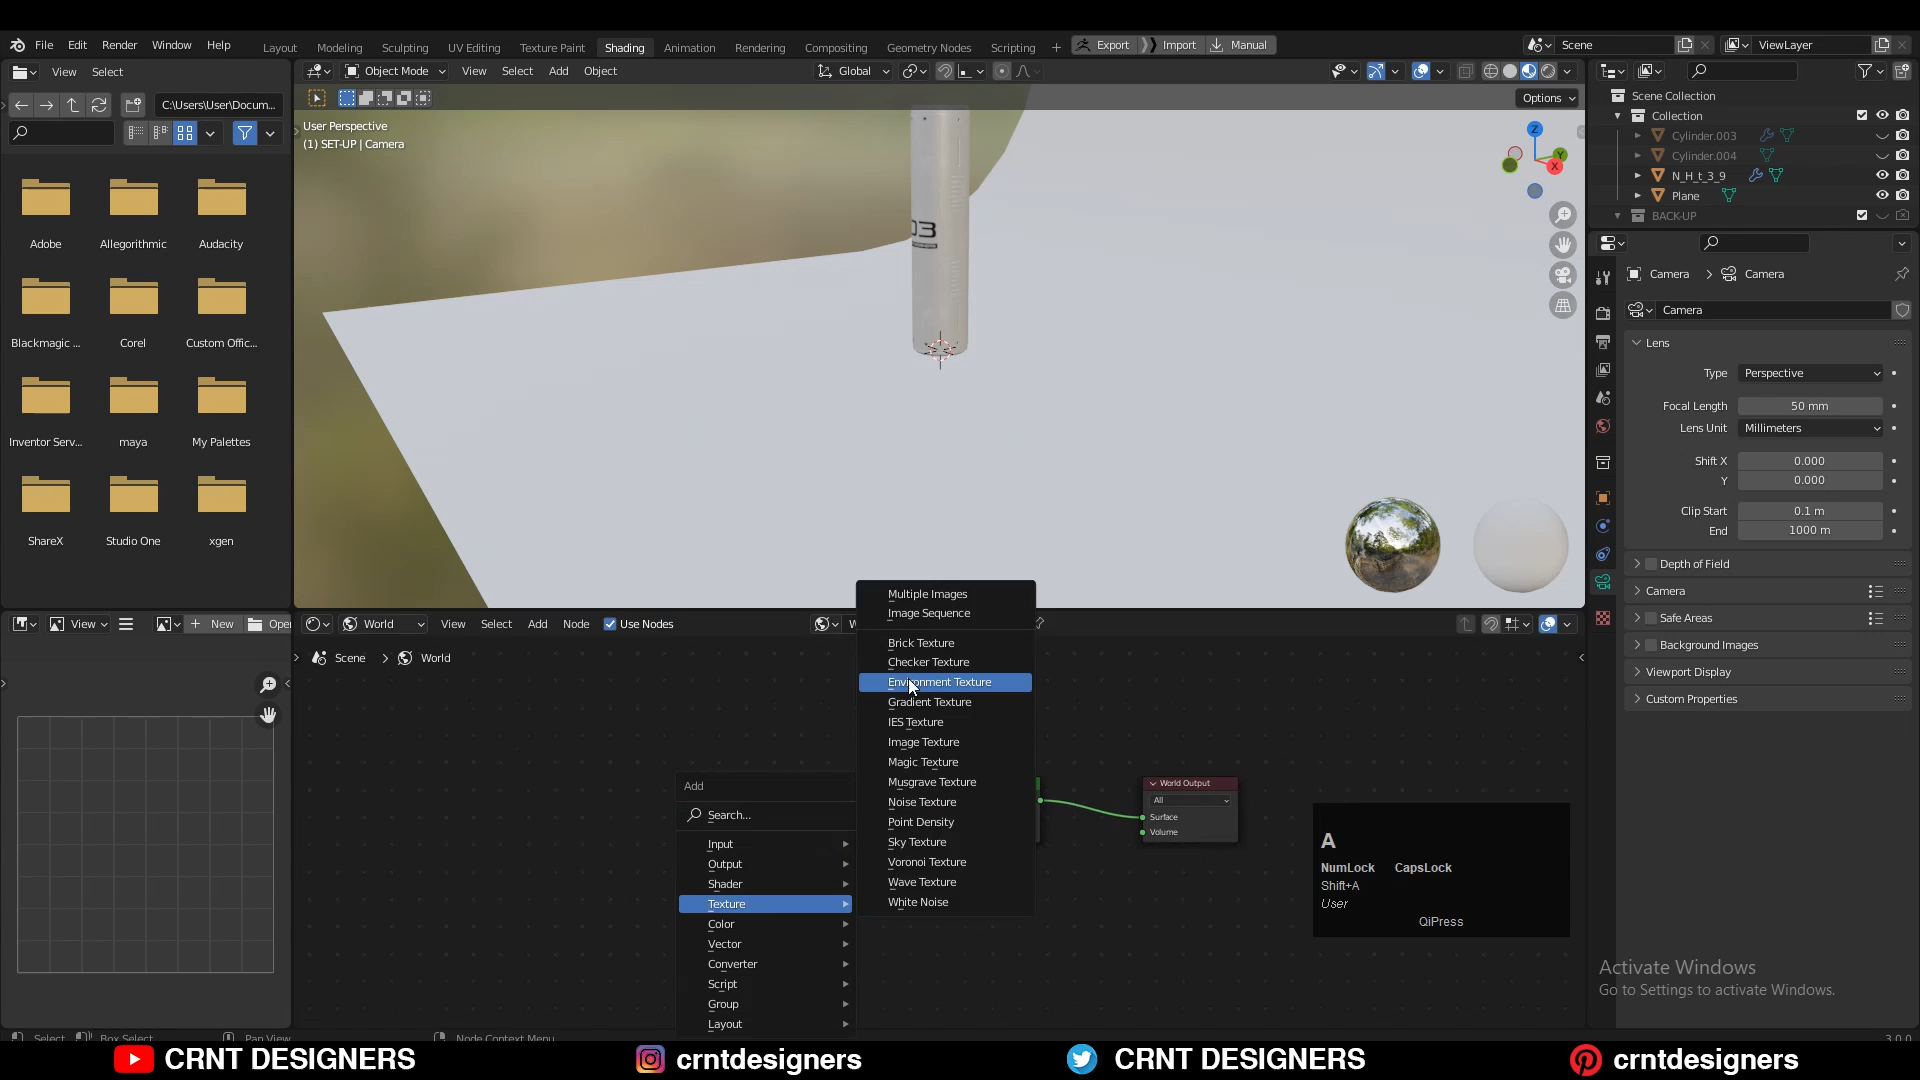 File Edit Render Window Help
Layout Modeling Sculpting UV Editing Texture Paint Shading Animation Rendering Compositing Geometry Nodes Scripting +
Export Import Manual
Scene
ViewLayer
View Select
C:\Users\User\Docum...
Adobe Allegorithmic Audacity
Blackmagic ... Corel Custom Offic...
Inventor Serv... maya My Palettes
ShareX Studio One xgen
Object Mode View Select Add Object
Global
Options
User Perspective
(1) SET-UP | Camera
03
Z
Y
X
Scene Collection
Collection
Cylinder.003
Cylinder.004
N_H_t_3_9
Plane
BACK-UP
Camera > Camera
Camera
Lens
Type Perspective
Focal Length 50 mm
Lens Unit Millimeters
Shift X 0.000
Y 0.000
Clip Start 0.1 m
End 1000 m
Depth of Field
Camera
Safe Areas
Background Images
Viewport Display
Custom Properties
View
+ New Open
World View Select Add Node Use Nodes
Scene > World
Multiple Images
Image Sequence
Brick Texture
Checker Texture
Environment Texture
Gradient Texture
IES Texture
Image Texture
Magic Texture
Musgrave Texture
Noise Texture
Point Density
Sky Texture
Voronoi Texture
Wave Texture
White Noise
Add
Search...
Input
Output
Shader
Texture
Color
Vector
Converter
Script
Group
Layout
World Output
All
Surface
Volume
A
NumLock CapsLock
Shift+A
User
QiPress
Activate Windows
Go to Settings to activate Windows.
Select Box Select Pan View Node Context Menu
3.0.0
CRNT DESIGNERS crntdesigners CRNT DESIGNERS crntdesigners